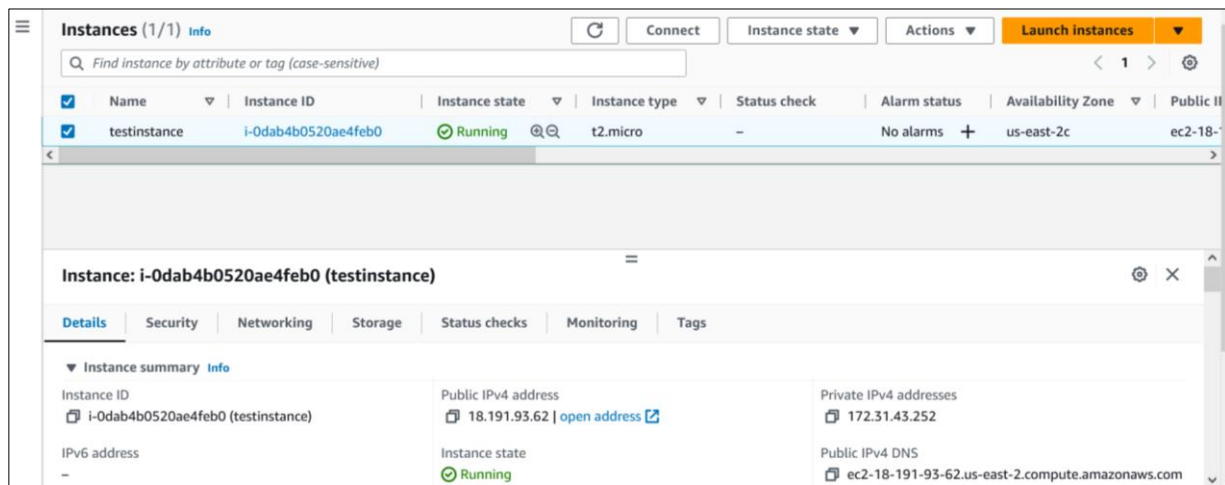 Instances (1/1) Info Connect Instance state Actions Launch instances
Find instance by attribute or tag (case-sensitive) 1
Name Instance ID Instance state Instance type Status check Alarm status Availability Zone Public
testinstance i-0dab4b0520ae4feb0 Running t2.micro – No alarms + us-east-2c ec2-18-
Instance: i-0dab4b0520ae4feb0 (testinstance)
Details Security Networking Storage Status checks Monitoring Tags
Instance summary Info
Instance ID Public IPv4 address Private IPv4 addresses
i-0dab4b0520ae4feb0 (testinstance) 18.191.93.62 | open address 172.31.43.252
IPv6 address Instance state Public IPv4 DNS
– Running ec2-18-191-93-62.us-east-2.compute.amazonaws.com